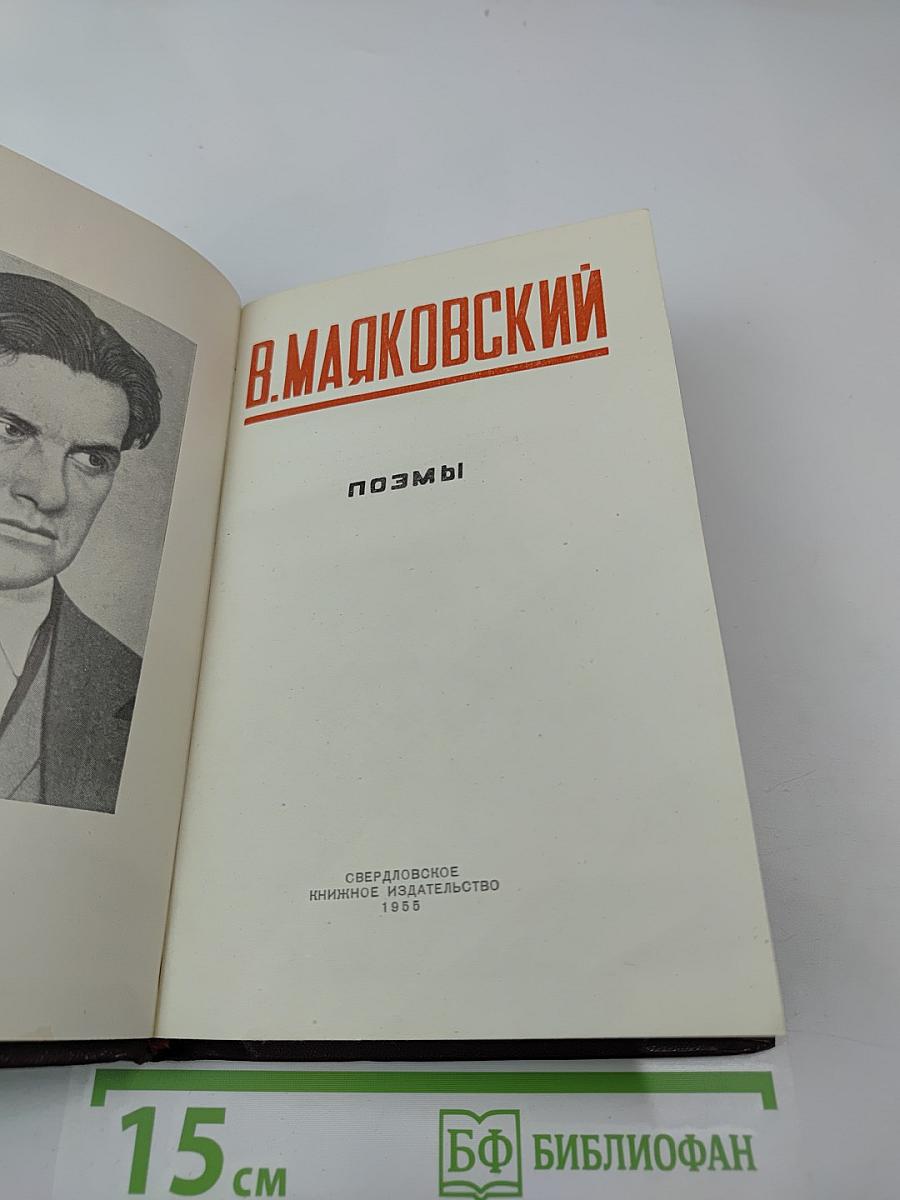 В.МАЯКОВСКИЙ
ПОЭМЫ
СВЕРДЛОВСКОЕ
КНИЖНОЕ ИЗДАТЕЛЬСТВО
1955
15 см
БФ БИБЛИОФАН